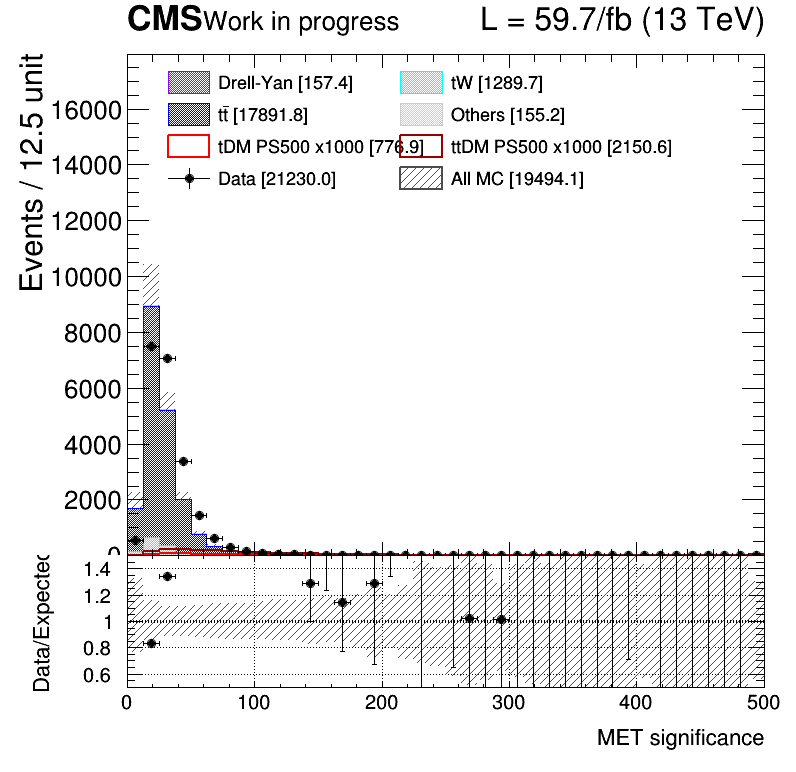 CMS Work in progress L = 59.7/fb (13 TeV)
Drell-Yan [157.4] tW [1289.7]
tt̄ [17891.8] Others [155.2]
tDM PS500 x1000 [776.9] ttDM PS500 x1000 [2150.6]
Data [21230.0] All MC [19494.1]
Events / 12.5 unit
16000
14000
12000
10000
8000
6000
4000
2000
0
Data/Expected
1.4
1.2
1
0.8
0.6
0 100 200 300 400 500
MET significance